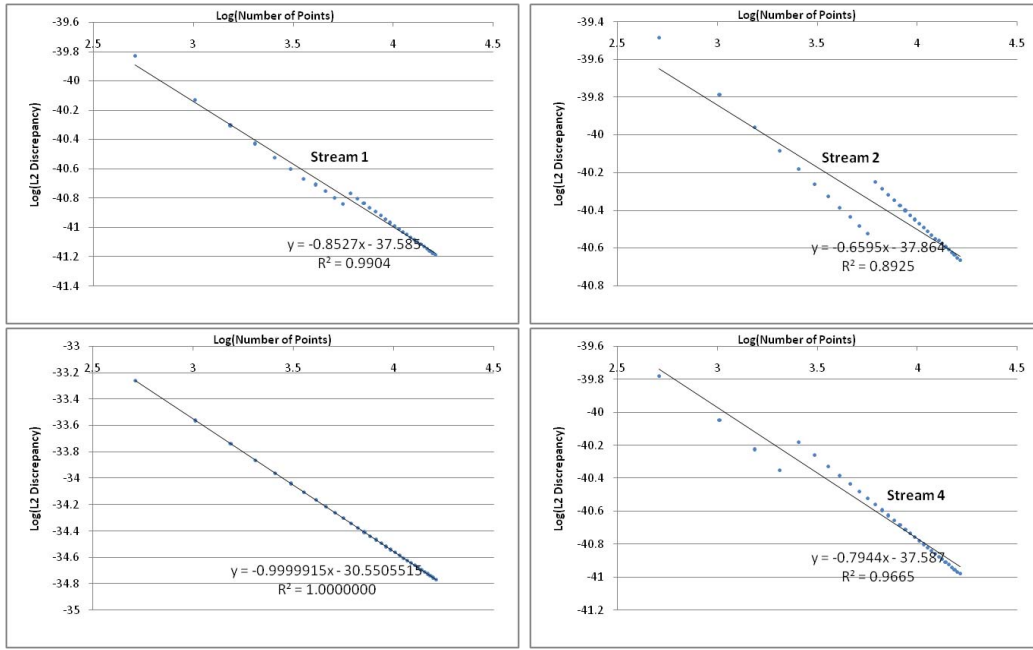 Log(Number of Points)
-39.6
2.5 3 3.5 4 4.5
-39.8
-40
-40.2
-40.4
-40.6
-40.8
-41
-41.2
-41.4
Log(L2 Discrepancy)
Stream 1
y = -0.8527x - 37.585
R² = 0.9904
Log(Number of Points)
-39.4
2.5 3 3.5 4 4.5
-39.6
-39.8
-40
-40.2
-40.4
-40.6
-40.8
Log(L2 Discrepancy)
Stream 2
y = -0.6595x - 37.864
R² = 0.8925
Log(Number of Points)
-33
2.5 3 3.5 4 4.5
-33.2
-33.4
-33.6
-33.8
-34
-34.2
-34.4
-34.6
-34.8
-35
Log(L2 Discrepancy)
y = -0.9999915x - 30.5505515
R² = 1.0000000
Log(Number of Points)
-39.6
2.5 3 3.5 4 4.5
-39.8
-40
-40.2
-40.4
-40.6
-40.8
-41
-41.2
Log(L2 Discrepancy)
Stream 4
y = -0.7944x - 37.587
R² = 0.9665